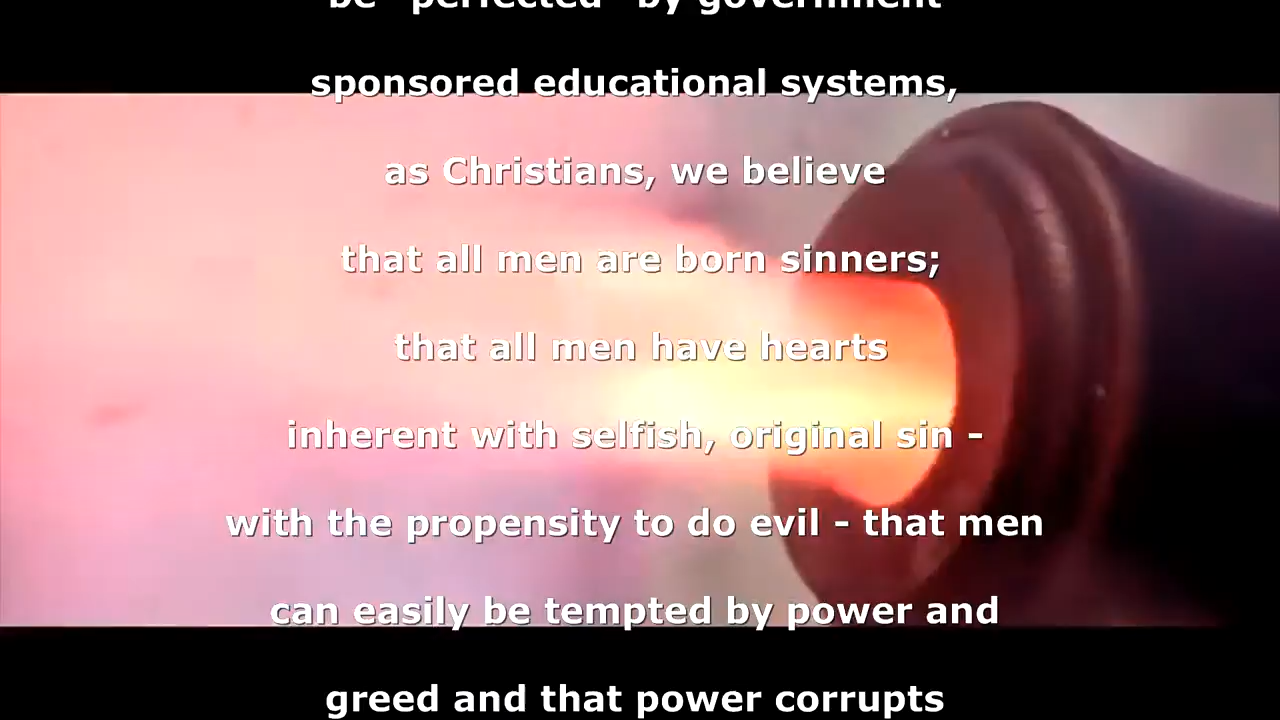 be "perfected" by government
sponsored educational systems,
as Christians, we believe
that all men are born sinners;
that all men have hearts
inherent with selfish, original sin -
with the propensity to do evil - that men
can easily be tempted by power and
greed and that power corrupts